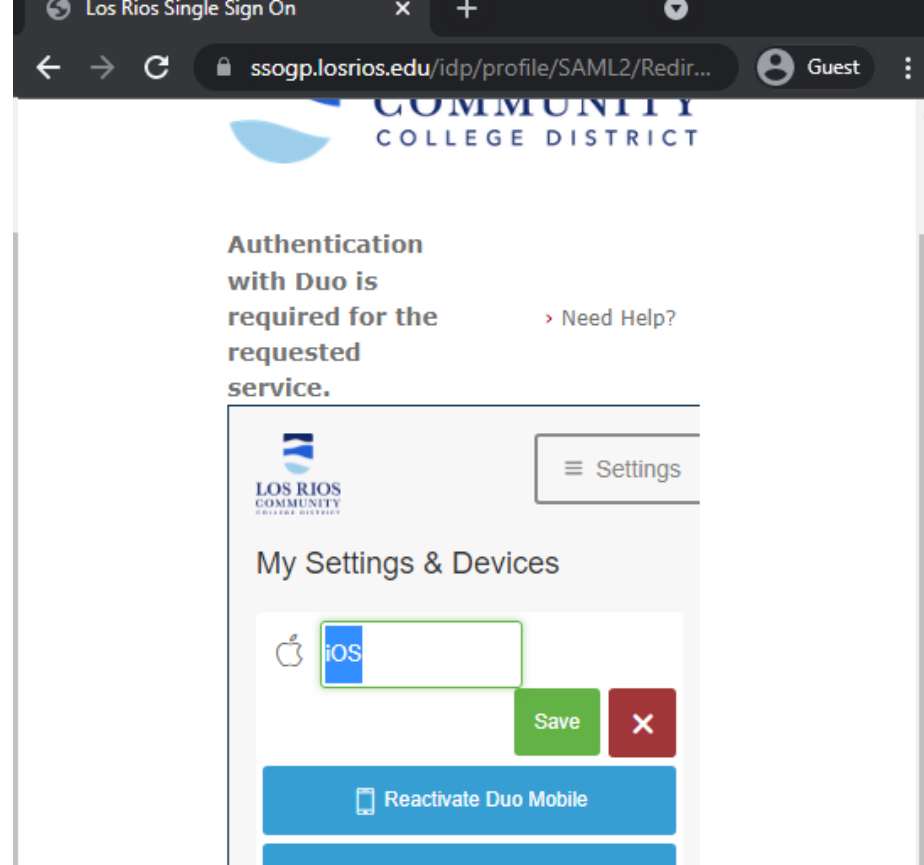 Los Rios Single Sign On
ssogp.losrios.edu/idp/profile/SAML2/Redir...
Guest
COMMUNITY
COLLEGE DISTRICT
Authentication
with Duo is
required for the
requested
service.
> Need Help?
LOS RIOS
COMMUNITY
COLLEGE DISTRICT
Settings
My Settings & Devices
iOS
Save
Reactivate Duo Mobile